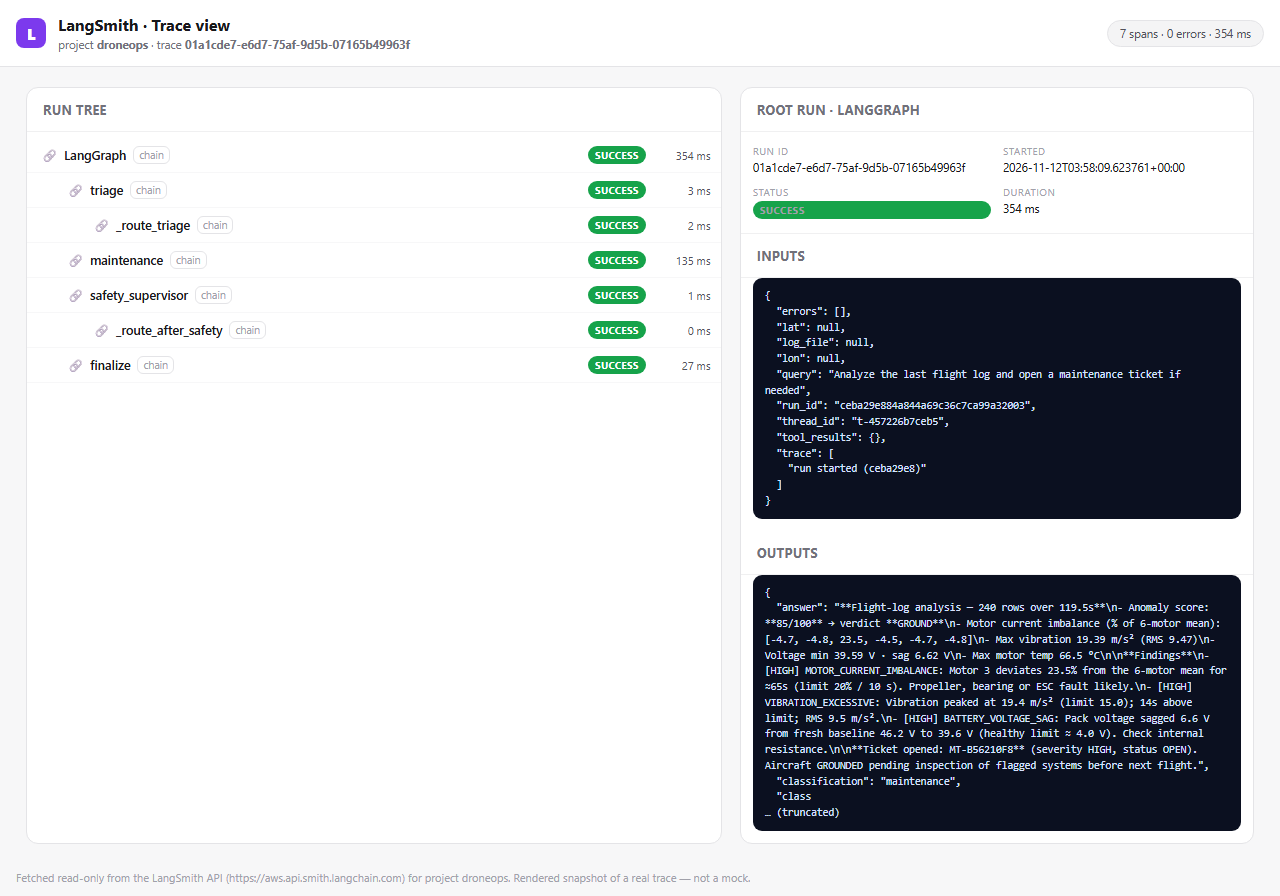 L
LangSmith · Trace view
project droneops · trace 01a1cde7-e6d7-75af-9d5b-07165b49963f
7 spans · 0 errors · 354 ms
RUN TREE
LangGraph chain SUCCESS 354 ms
triage chain SUCCESS 3 ms
_route_triage chain SUCCESS 2 ms
maintenance chain SUCCESS 135 ms
safety_supervisor chain SUCCESS 1 ms
_route_after_safety chain SUCCESS 0 ms
finalize chain SUCCESS 27 ms
ROOT RUN · LANGGRAPH
RUN ID STARTED
01a1cde7-e6d7-75af-9d5b-07165b49963f 2026-11-12T03:58:09.623761+00:00
STATUS DURATION
SUCCESS 354 ms
INPUTS
{
"errors": [],
"lat": null,
"log_file": null,
"lon": null,
"query": "Analyze the last flight log and open a maintenance ticket if
needed",
"run_id": "ceba29e884a844a69c36c7ca99a32003",
"thread_id": "t-457226b7ceb5",
"tool_results": {},
"trace": [
"run started (ceba29e8)"
]
}
OUTPUTS
{
"answer": "**Flight-log analysis — 240 rows over 119.5s**\n- Anomaly score:
**85/100** → verdict **GROUND**\n- Motor current imbalance (% of 6-motor mean):
[-4.7, -4.8, 23.5, -4.5, -4.7, -4.8]\n- Max vibration 19.39 m/s² (RMS 9.47)\n-
Voltage min 39.59 V · sag 6.62 V\n- Max motor temp 66.5 °C\n\n**Findings**\n-
[HIGH] MOTOR_CURRENT_IMBALANCE: Motor 3 deviates 23.5% from the 6-motor mean for
≈65s (limit 20% / 10 s). Propeller, bearing or ESC fault likely.\n- [HIGH]
VIBRATION_EXCESSIVE: Vibration peaked at 19.4 m/s² (limit 15.0); 14s above
limit; RMS 9.5 m/s².\n- [HIGH] BATTERY_VOLTAGE_SAG: Pack voltage sagged 6.6 V
from fresh baseline 46.2 V to 39.6 V (healthy limit ≈ 4.0 V). Check internal
resistance.\n\n**Ticket opened: MT-B56210F8** (severity HIGH, status OPEN).
Aircraft GROUNDED pending inspection of flagged systems before next flight.",
"classification": "maintenance",
"class
… (truncated)
Fetched read-only from the LangSmith API (https://aws.api.smith.langchain.com) for project droneops. Rendered snapshot of a real trace — not a mock.